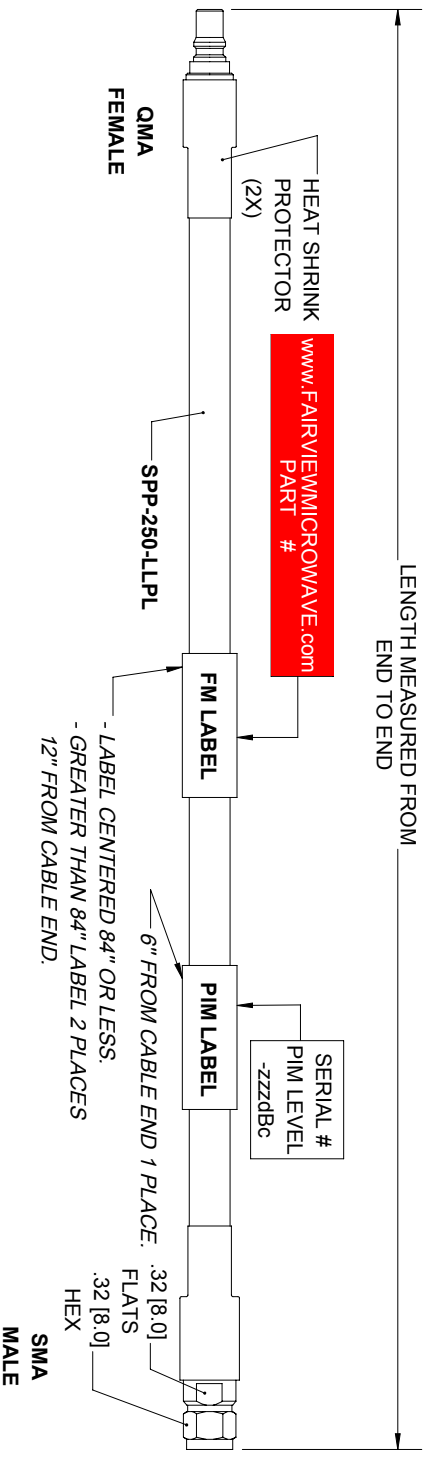 LENGTH MEASURED FROM
END TO END
HEAT SHRINK
PROTECTOR
(2X)
www.FAIRVIEWMICROWAVE.com
PART #
SERIAL #
PIM LEVEL
-zzzdBc
QMA
FEMALE
SPP-250-LLPL
FM LABEL
PIM LABEL
- LABEL CENTERED 84" OR LESS.
- GREATER THAN 84" LABEL 2 PLACES
12" FROM CABLE END.
6" FROM CABLE END 1 PLACE.
.32 [8.0]
FLATS
.32 [8.0]
HEX
SMA
MALE